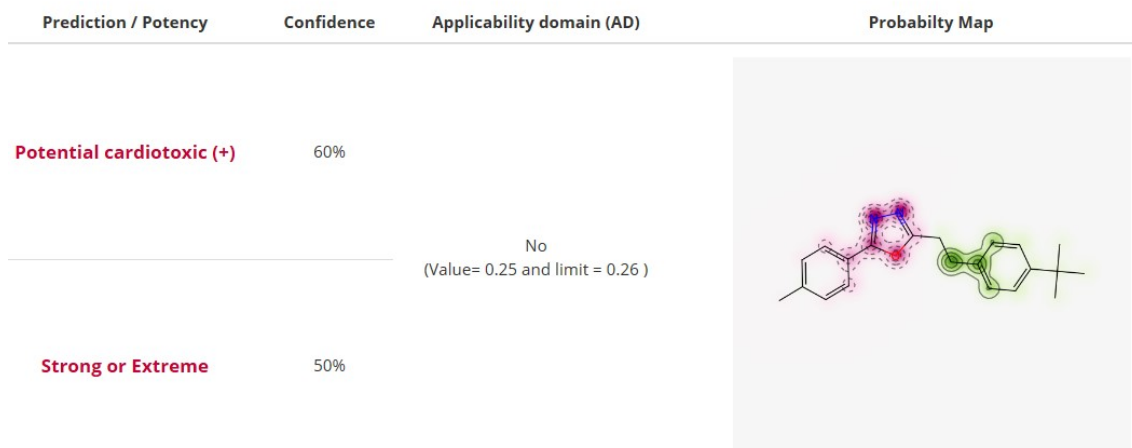 Prediction / Potency Confidence Applicability domain (AD) Probabilty Map
Potential cardiotoxic (+) 60%
No
(Value= 0.25 and limit = 0.26 )
Strong or Extreme 50%